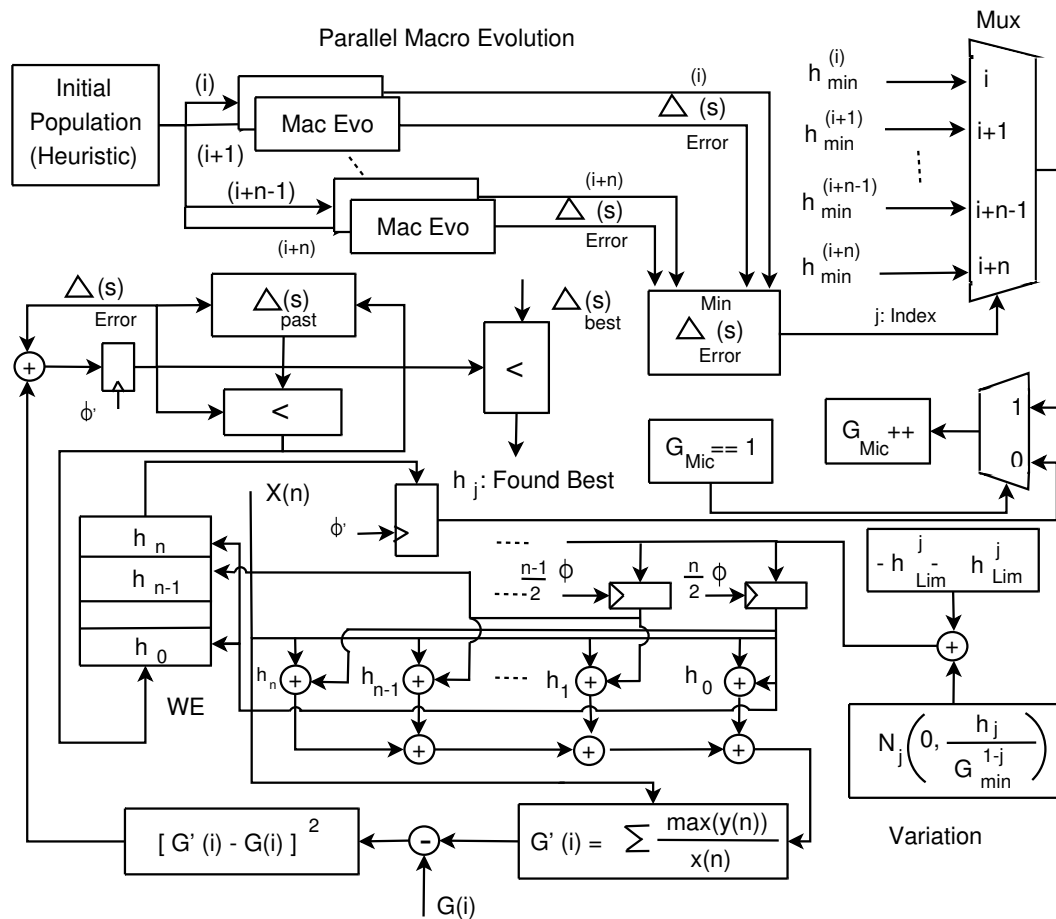 Parallel Macro Evolution
Mux
Initial
Population
(Heuristic)
(i)
(i+1)
Mac Evo
(i)
Δ(s)
Error
(i+n-1)
(i+n)
Mac Evo
(i+n)
Δ(s)
Error
h min (i)
i
h min (i+1)
i+1
h min (i+n-1)
i+n-1
h min (i+n)
i+n
Min
Δ(s)
Error
j: Index
Δ(s)
Error
Δ(s)
past
Δ(s)
best
+
ϕ'
<
<
h j : Found Best
G Mic == 1
G Mic ++
1
0
X(n)
h n
h n-1
h 0
WE
ϕ'
n-1/2 ϕ
n/2 ϕ
- h Lim j - h Lim j
+
h n
+
h n-1
+
h 1
+
h 0
+
+
+
+
N j (0, h j / G min 1-j )
Variation
[ G' (i) - G(i) ] 2
-
G' (i) = ∑ max(y(n)) / x(n)
G(i)